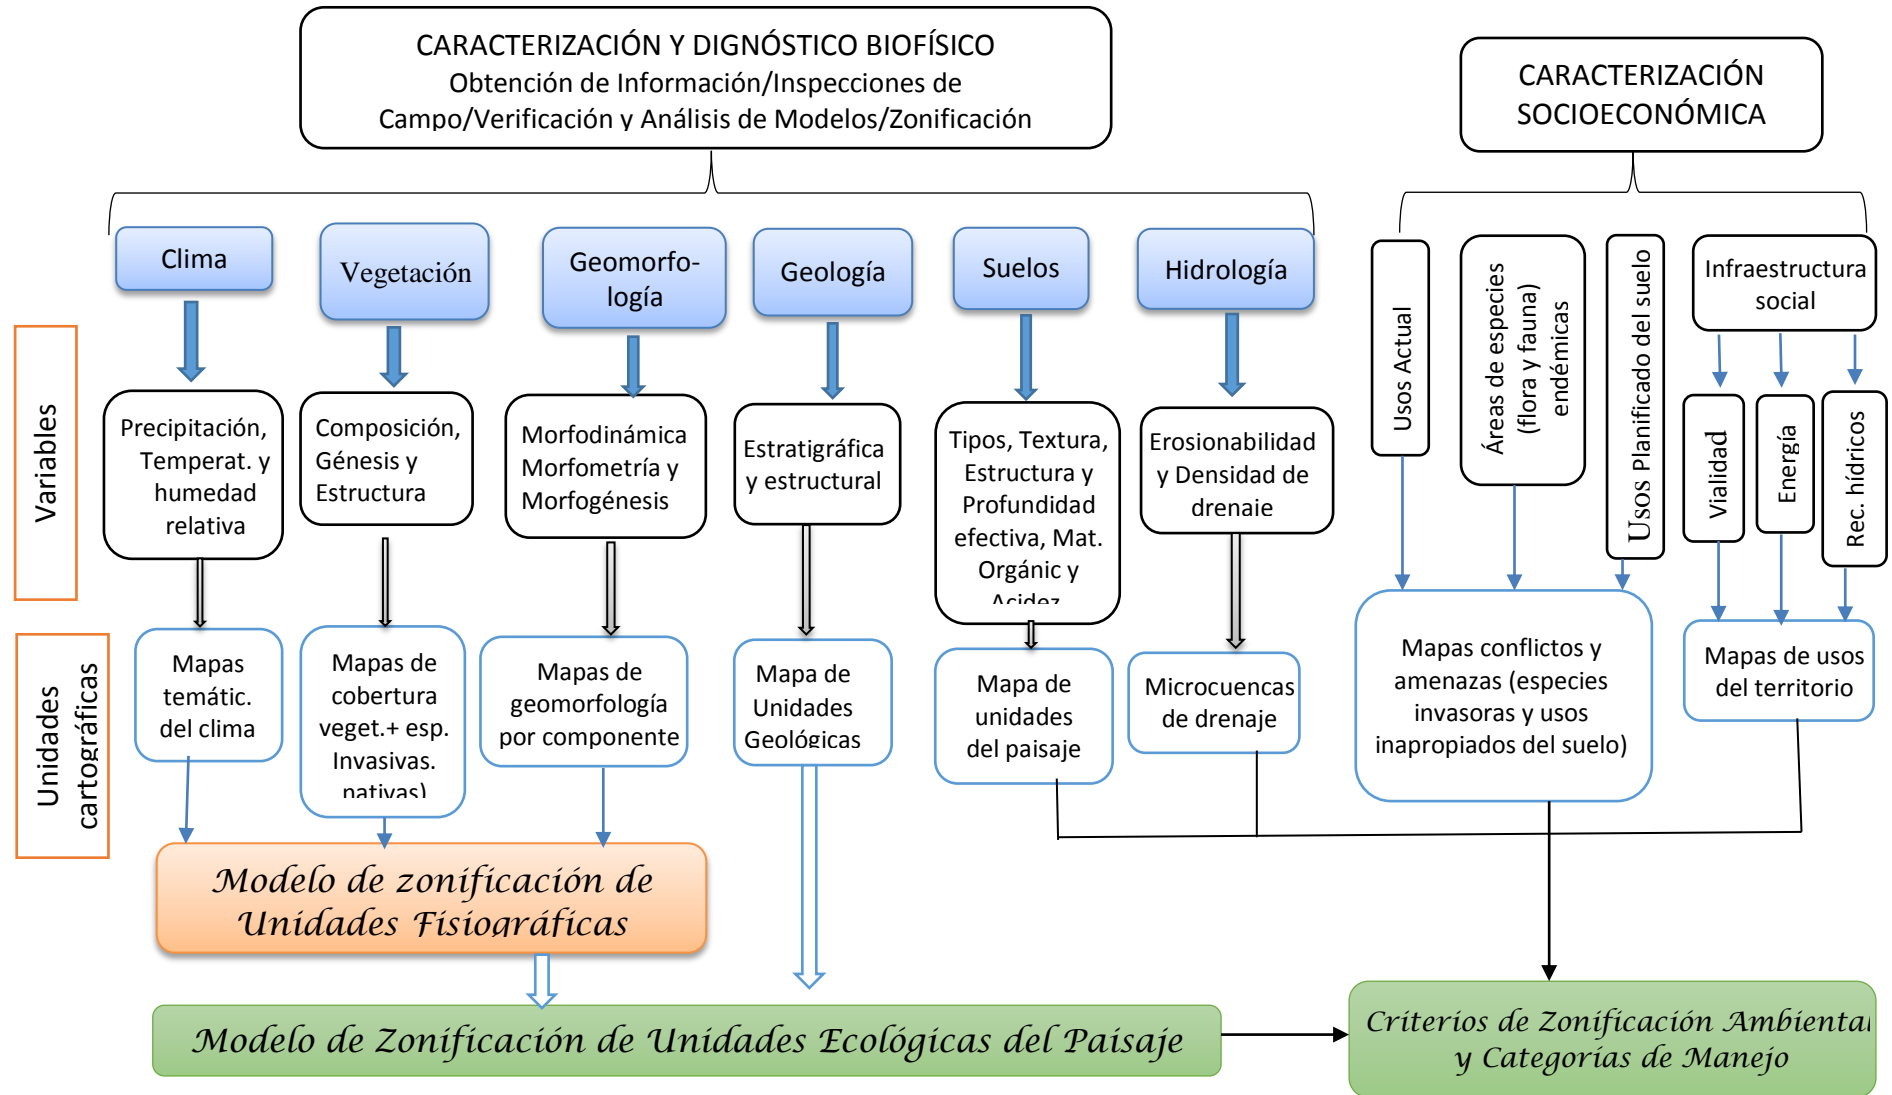 CARACTERIZACIÓN Y DIGNÓSTICO BIOFÍSICO
Obtención de Información/Inspecciones de
Campo/Verificación y Análisis de Modelos/Zonificación
CARACTERIZACIÓN
SOCIOECONÓMICA
Clima
Vegetación
Geomorfo-
logía
Geología
Suelos
Hidrología
Usos Actual
Áreas de especies
(flora y fauna)
endémicas
Usos Planificado del suelo
Infraestructura
social
Variables
Precipitación,
Temperat. y
humedad
relativa
Composición,
Génesis y
Estructura
Morfodinámica
Morfometría y
Morfogénesis
Estratigráfica
y estructural
Tipos, Textura,
Estructura y
Profundidad
efectiva, Mat.
Orgánic y
Acidez
Erosionabilidad
y Densidad de
drenaje
Vialidad
Energía
Rec. hídricos
Unidades
cartográficas
Mapas
temátic.
del clima
Mapas de
cobertura
veget.+ esp.
Invasivas.
nativas)
Mapas de
geomorfología
por componente
Mapa de
Unidades
Geológicas
Mapa de
unidades
del paisaje
Microcuencas
de drenaje
Mapas conflictos y
amenazas (especies
invasoras y usos
inapropiados del suelo)
Mapas de usos
del territorio
Modelo de zonificación de
Unidades Fisiográficas
Modelo de Zonificación de Unidades Ecológicas del Paisaje
Criterios de Zonificación Ambiental
y Categorías de Manejo